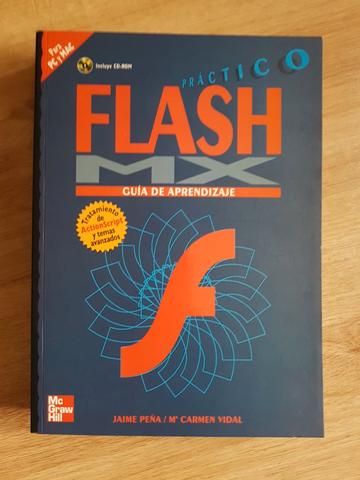 Para
PC y MAC
Incluye CD-ROM
PRÁCTICO
FLASH
MX
GUÍA DE APRENDIZAJE
Tratamiento
de
ActionScript
y temas
avanzados
Mc
Graw
Hill
JAIME PEÑA / Mª CARMEN VIDAL